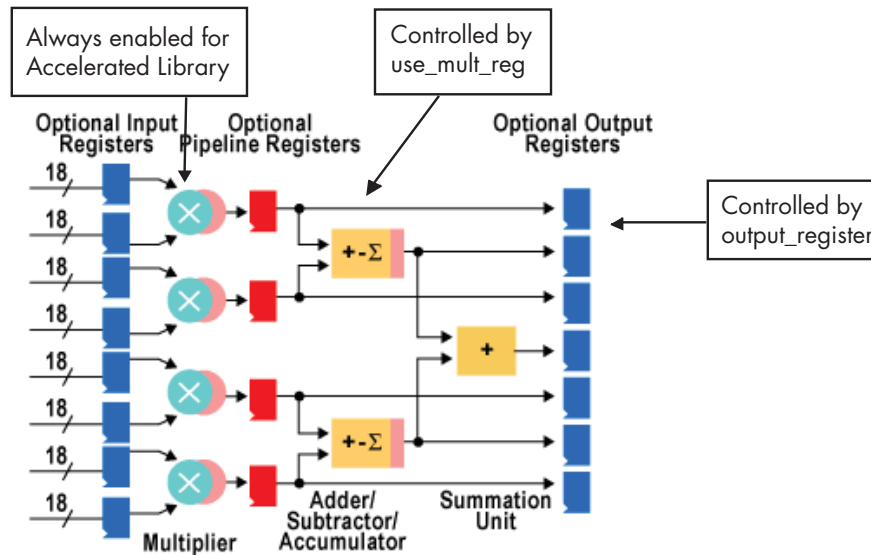 Always enabled for
Accelerated Library
Controlled by
use_mult_reg
Optional Input
Registers
Optional
Pipeline Registers
Optional Output
Registers
Controlled by
output_register
18
18
18
18
18
18
18
18
+-Σ
+
+-Σ
Multiplier
Adder/
Subtractor/
Accumulator
Summation
Unit